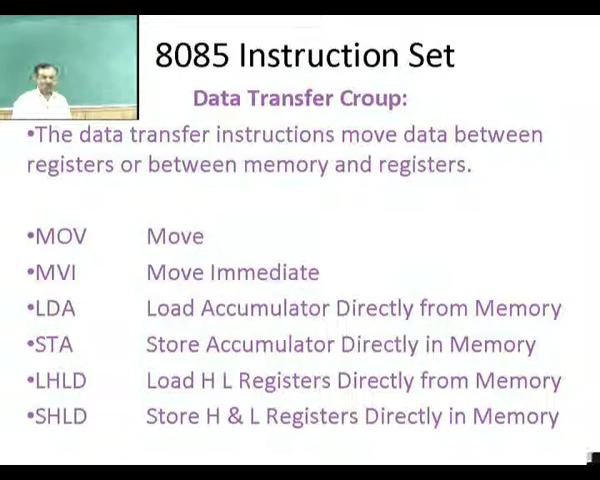 8085 Instruction Set
Data Transfer Croup:
•The data transfer instructions move data between
registers or between memory and registers.
•MOV Move
•MVI Move Immediate
•LDA Load Accumulator Directly from Memory
•STA Store Accumulator Directly in Memory
•LHLD Load H L Registers Directly from Memory
•SHLD Store H & L Registers Directly in Memory